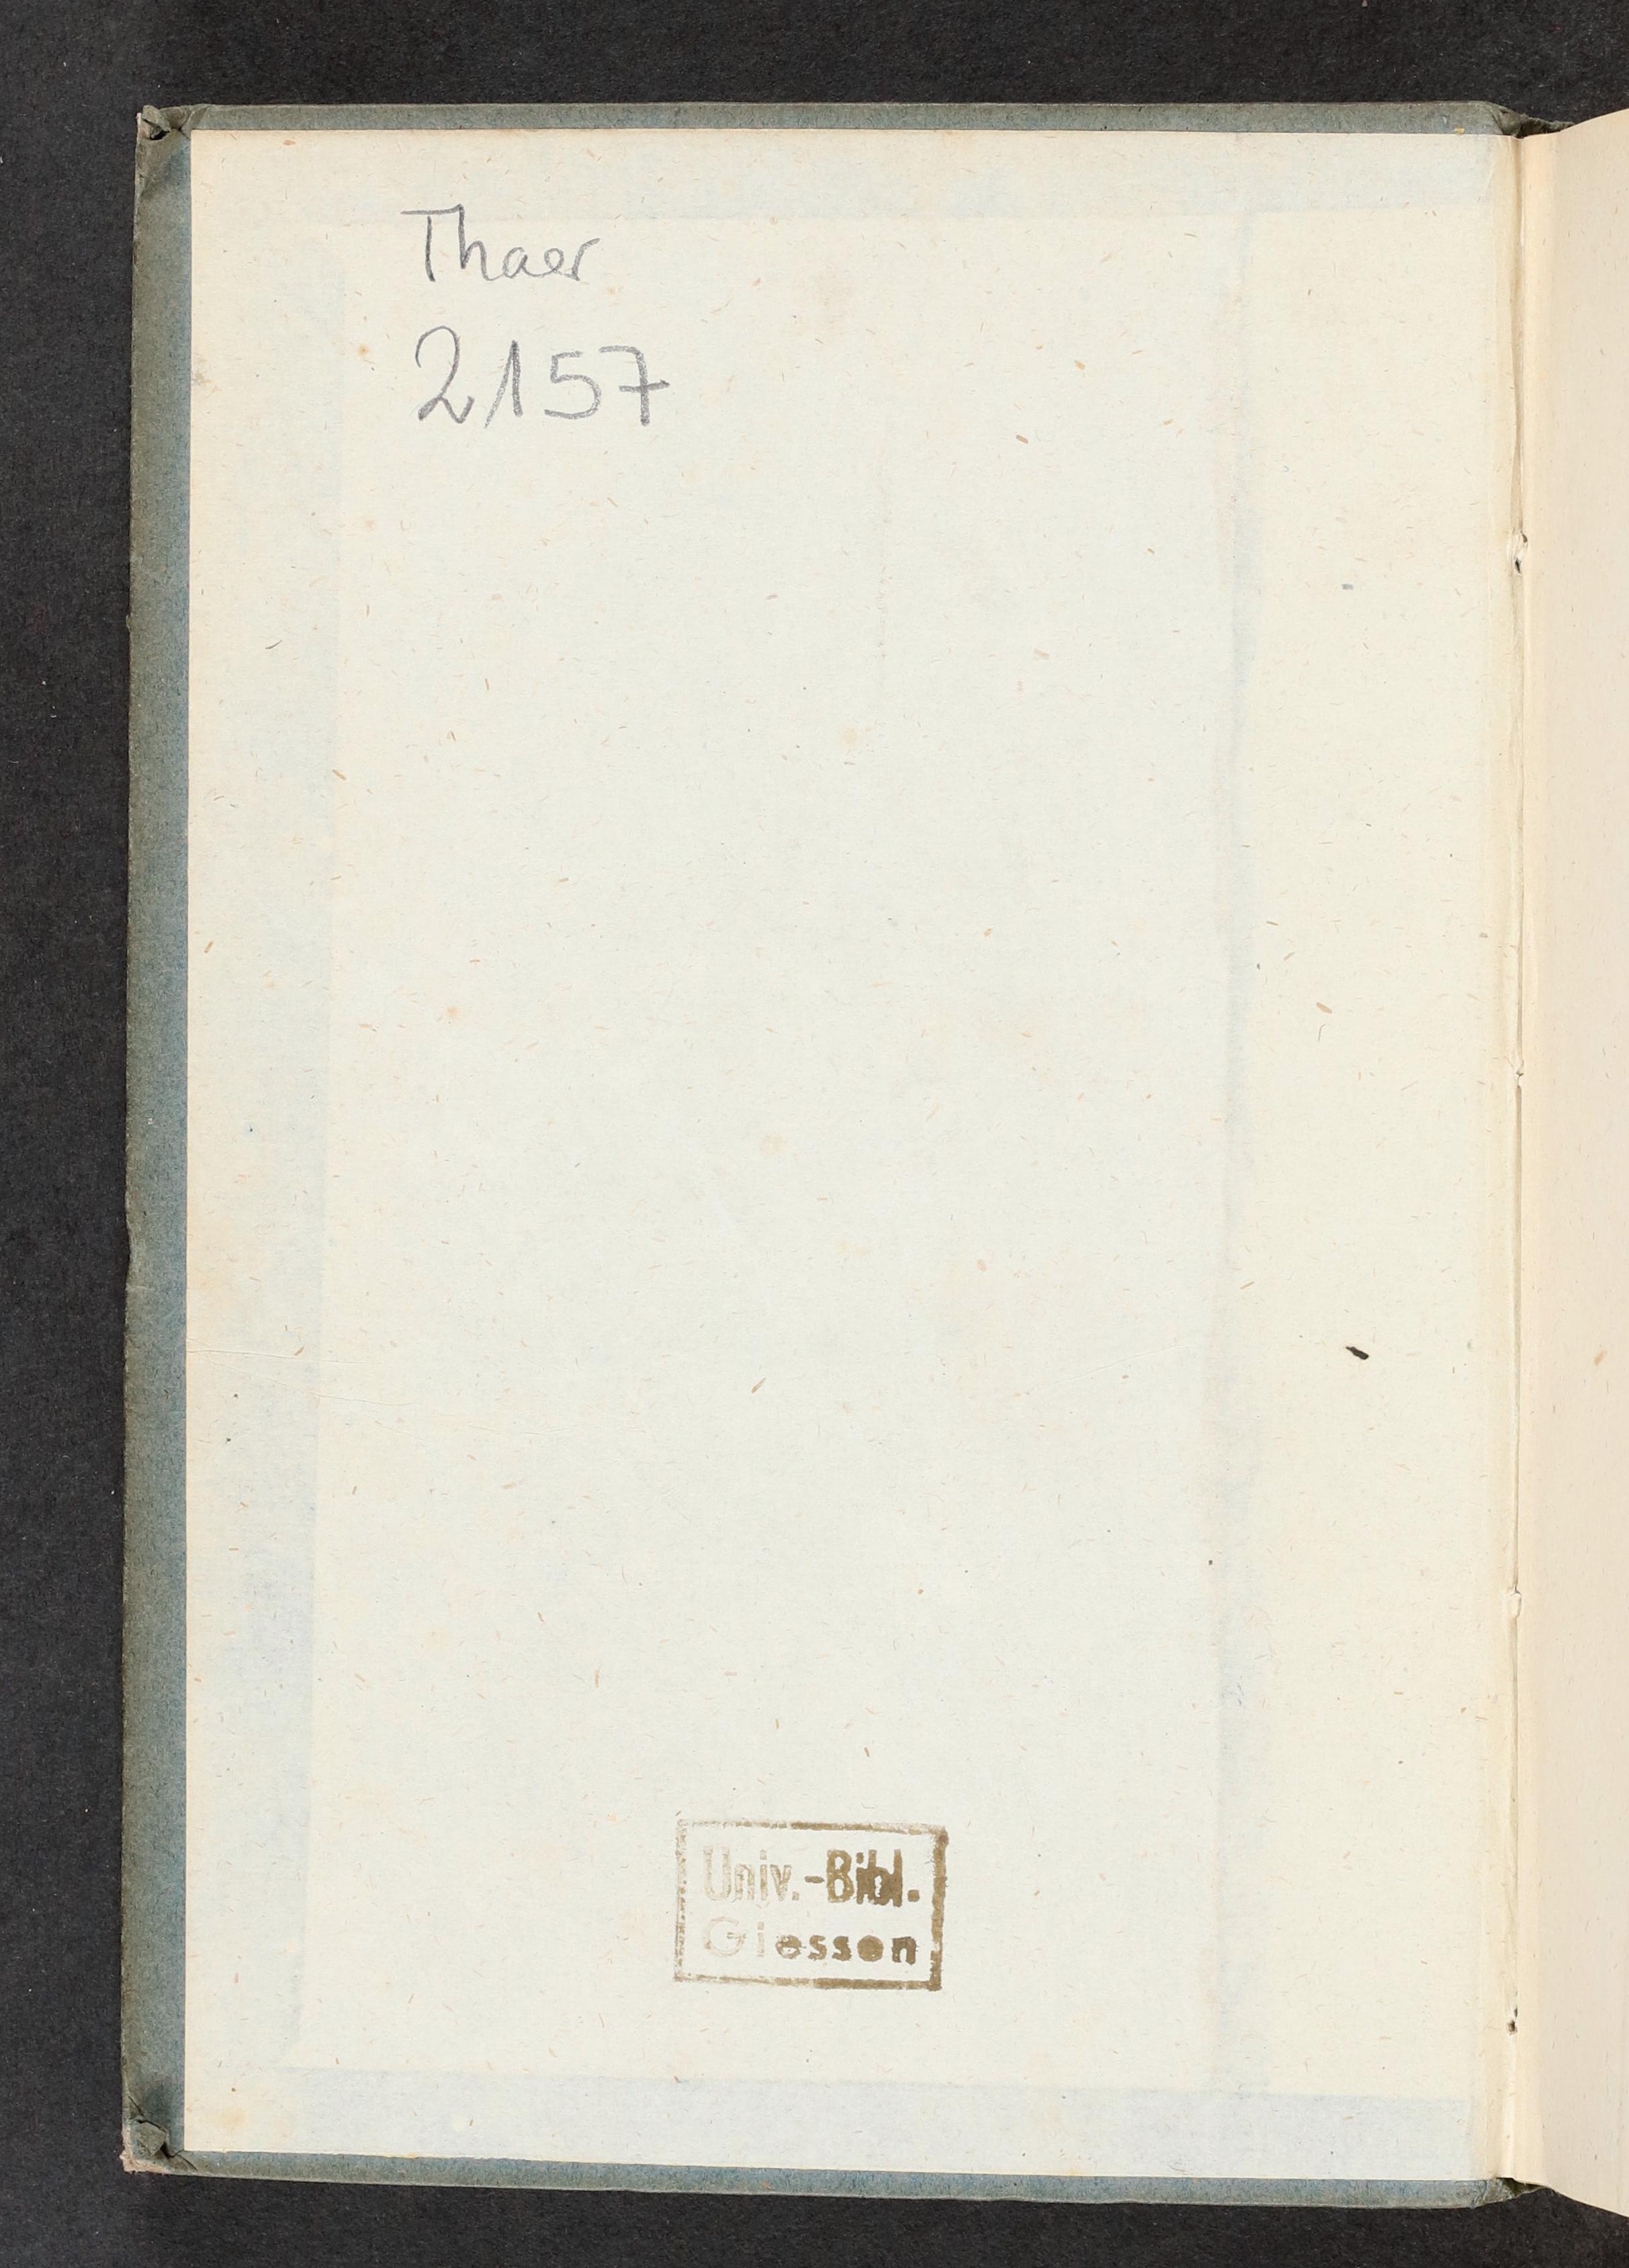 Thaer
2157
Univ.-Bibl.
Giessen